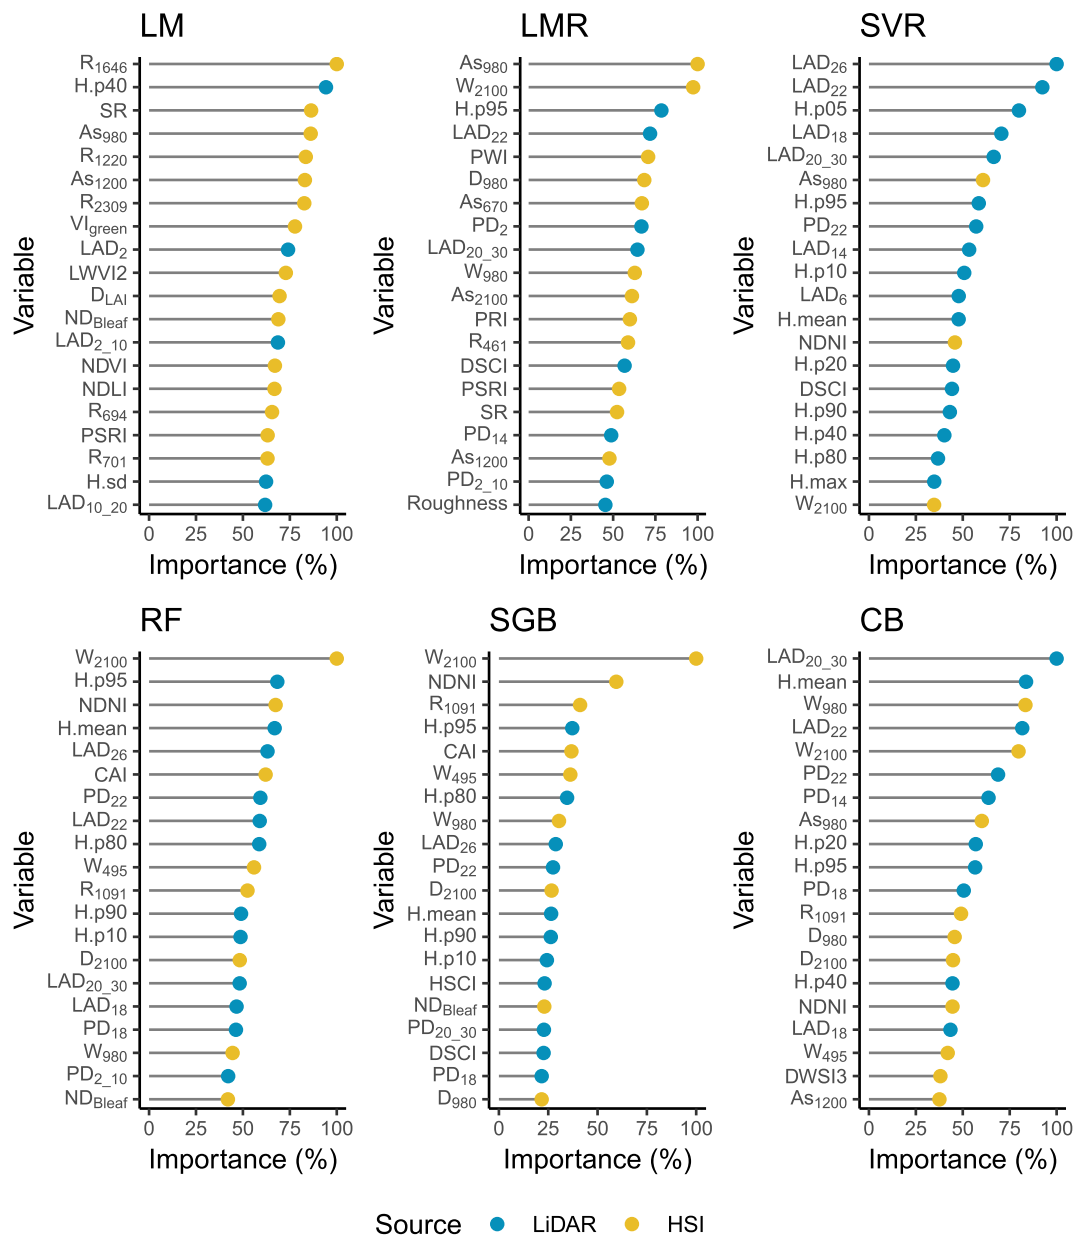 LM
R1646
H.p40
SR
As980
R1220
As1200
R2309
VIgreen
LAD2
LWVI2
DLAI
NDBleaf
LAD2_10
NDVI
NDLI
R694
PSRI
R701
H.sd
LAD10_20
Variable
0 25 50 75 100
Importance (%)
LMR
As980
W2100
H.p95
LAD22
PWI
D980
As670
PD2
LAD20_30
W980
As2100
PRI
R461
DSCI
PSRI
SR
PD14
As1200
PD2_10
Roughness
Variable
0 25 50 75 100
Importance (%)
SVR
LAD26
LAD22
H.p05
LAD18
LAD20_30
As980
H.p95
PD22
LAD14
H.p10
LAD6
H.mean
NDNI
H.p20
DSCI
H.p90
H.p40
H.p80
H.max
W2100
Variable
0 25 50 75 100
Importance (%)
RF
W2100
H.p95
NDNI
H.mean
LAD26
CAI
PD22
LAD22
H.p80
W495
R1091
H.p90
H.p10
D2100
LAD20_30
LAD18
PD18
W980
PD2_10
NDBleaf
Variable
0 25 50 75 100
Importance (%)
SGB
W2100
NDNI
R1091
H.p95
CAI
W495
H.p80
W980
LAD26
PD22
D2100
H.mean
H.p90
H.p10
HSCI
NDBleaf
PD20_30
DSCI
PD18
D980
Variable
0 25 50 75 100
Importance (%)
CB
LAD20_30
H.mean
W980
LAD22
W2100
PD22
PD14
As980
H.p20
H.p95
PD18
R1091
D980
D2100
H.p40
NDNI
LAD18
W495
DWSI3
As1200
Variable
0 25 50 75 100
Importance (%)
Source LiDAR HSI